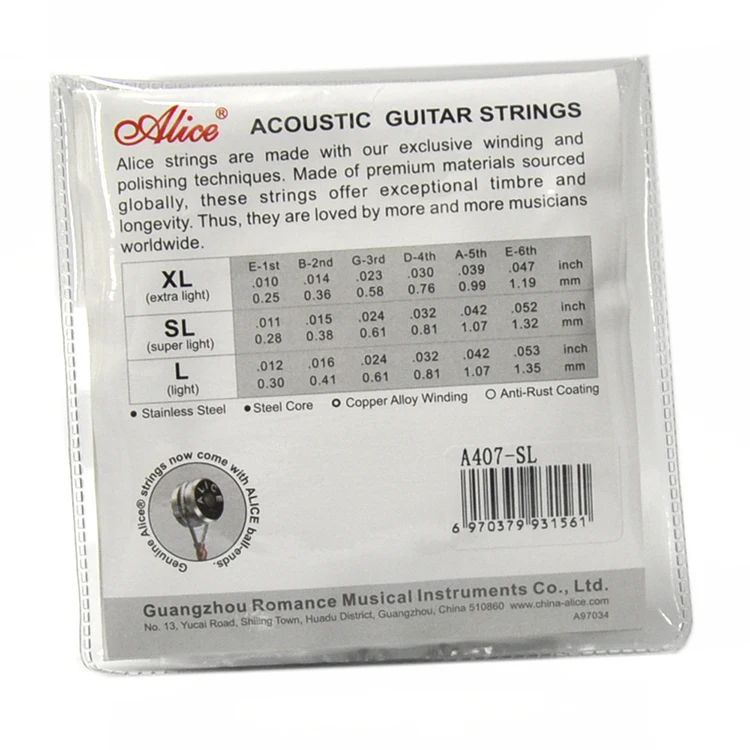 Alice® ACOUSTIC GUITAR STRINGS
Alice strings are made with our exclusive winding and
polishing techniques. Made of premium materials sourced
globally, these strings offer exceptional timbre and
longevity. Thus, they are loved by more and more musicians
worldwide.
E-1st B-2nd G-3rd D-4th A-5th E-6th
XL .010 .014 .023 .030 .039 .047 inch
(extra light) 0.25 0.36 0.58 0.76 0.99 1.19 mm
SL .011 .015 .024 .032 .042 .052 inch
(super light) 0.28 0.38 0.61 0.81 1.07 1.32 mm
L .012 .016 .024 .032 .042 .053 inch
(light) 0.30 0.41 0.61 0.81 1.07 1.35 mm
● Stainless Steel ● Steel Core ○ Copper Alloy Winding ○ Anti-Rust Coating
Genuine Alice® strings now come with ALICE ball-ends.
ALICE
A407-SL
6 970379 931561
Guangzhou Romance Musical Instruments Co., Ltd.
No. 13, Yucai Road, Shiling Town, Huadu District, Guangzhou, China 510860 www.china-alice.com
A97034